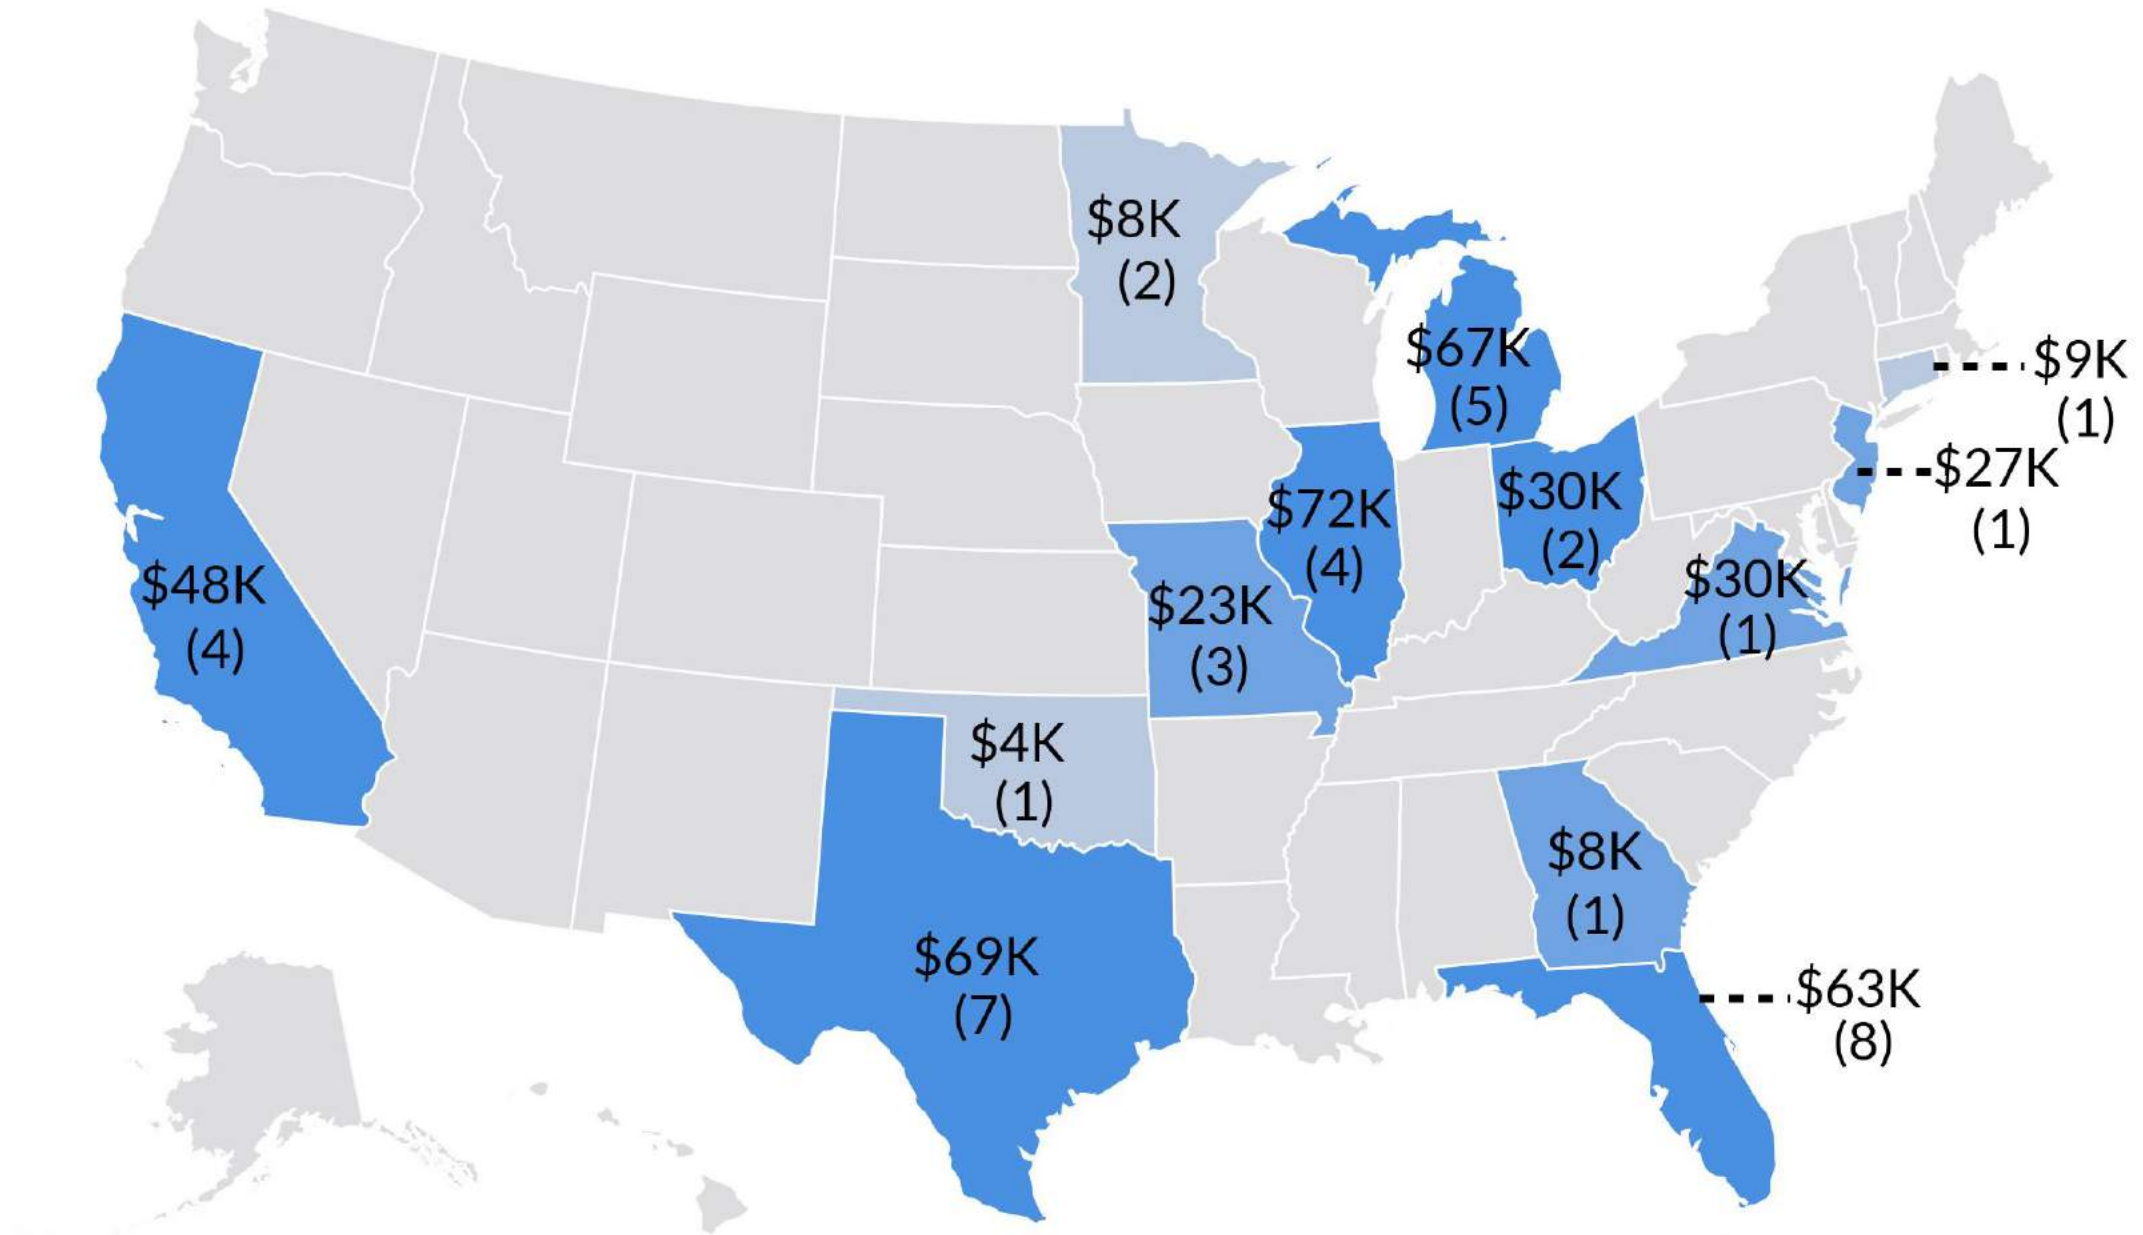 $8K
(2)
$67K
(5)
$9K
(1)
$27K
(1)
$72K
(4)
$30K
(2)
$48K
(4)
$23K
(3)
$30K
(1)
$4K
(1)
$8K
(1)
$69K
(7)
$63K
(8)